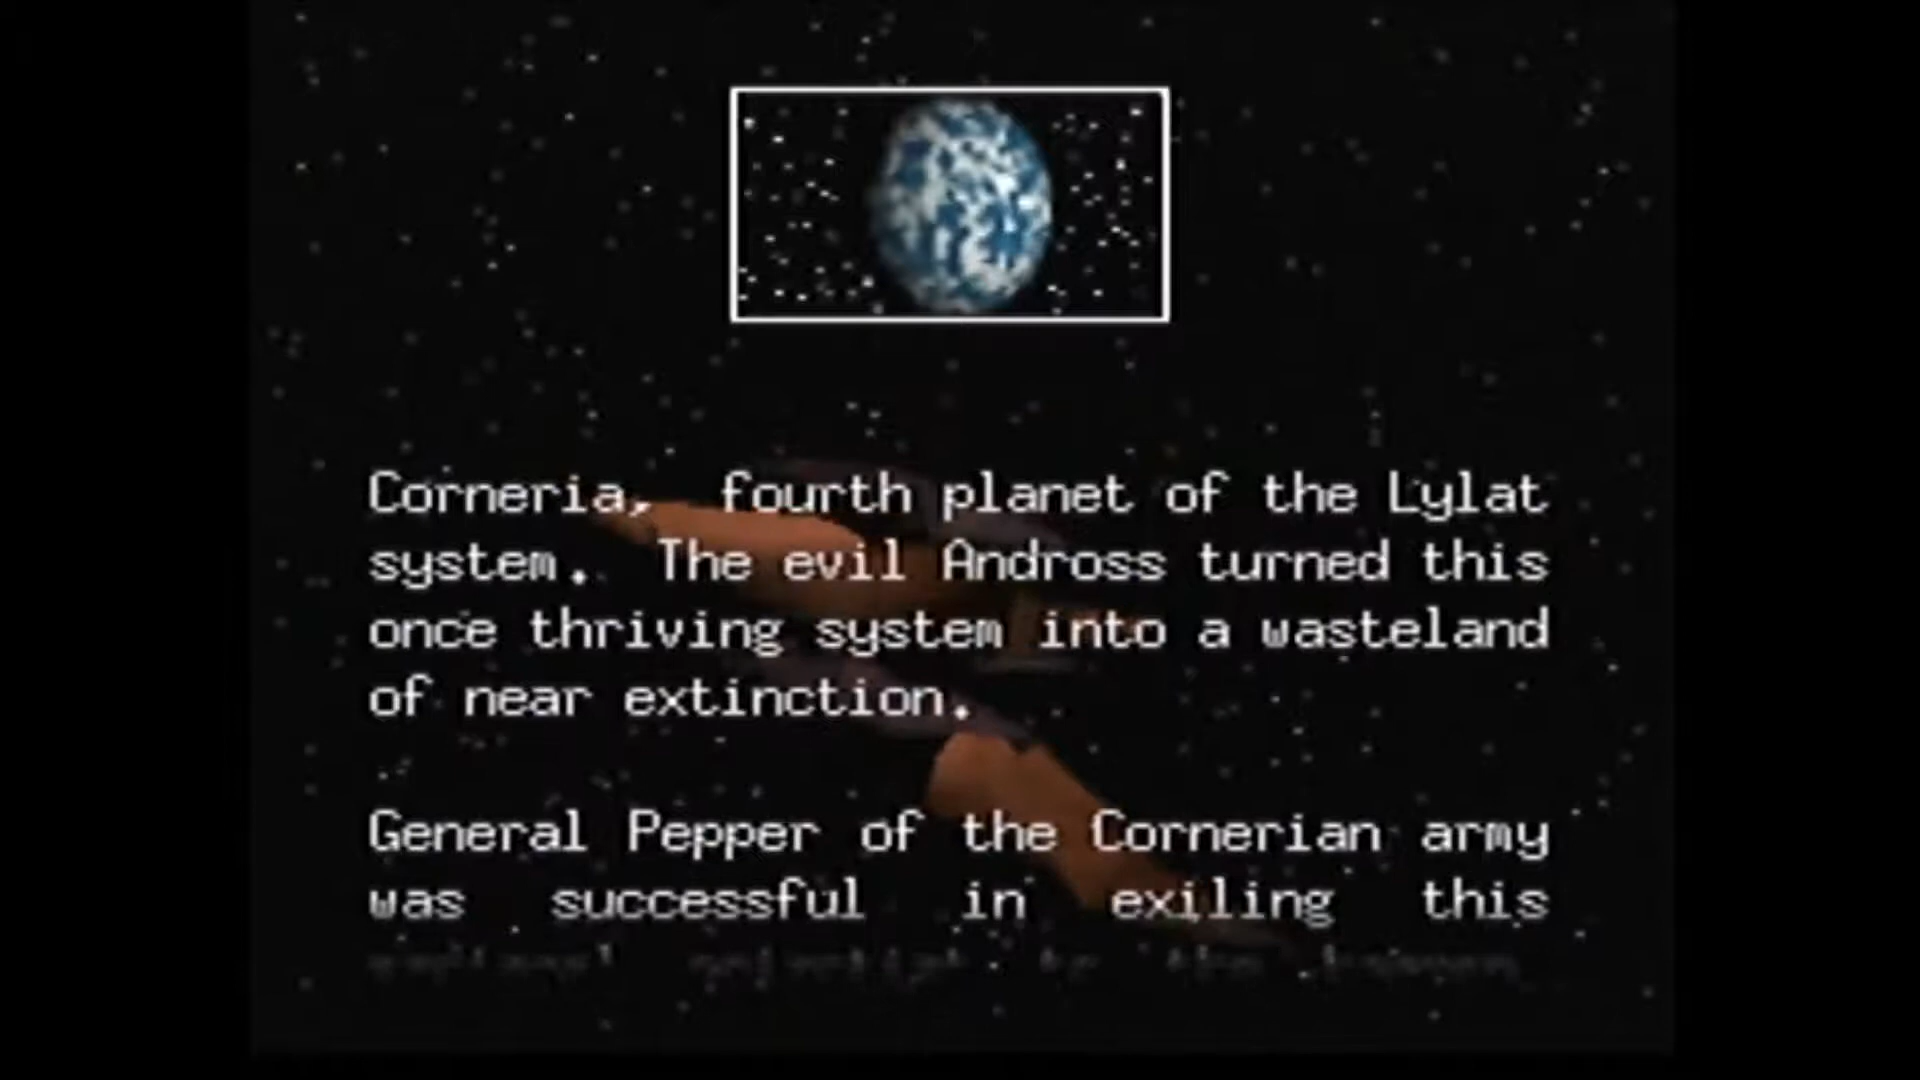 Corneria, fourth planet of the Lylat
system. The evil Andross turned this
once thriving system into a wasteland
of near extinction.
General Pepper of the Cornerian army
was successful in exiling this